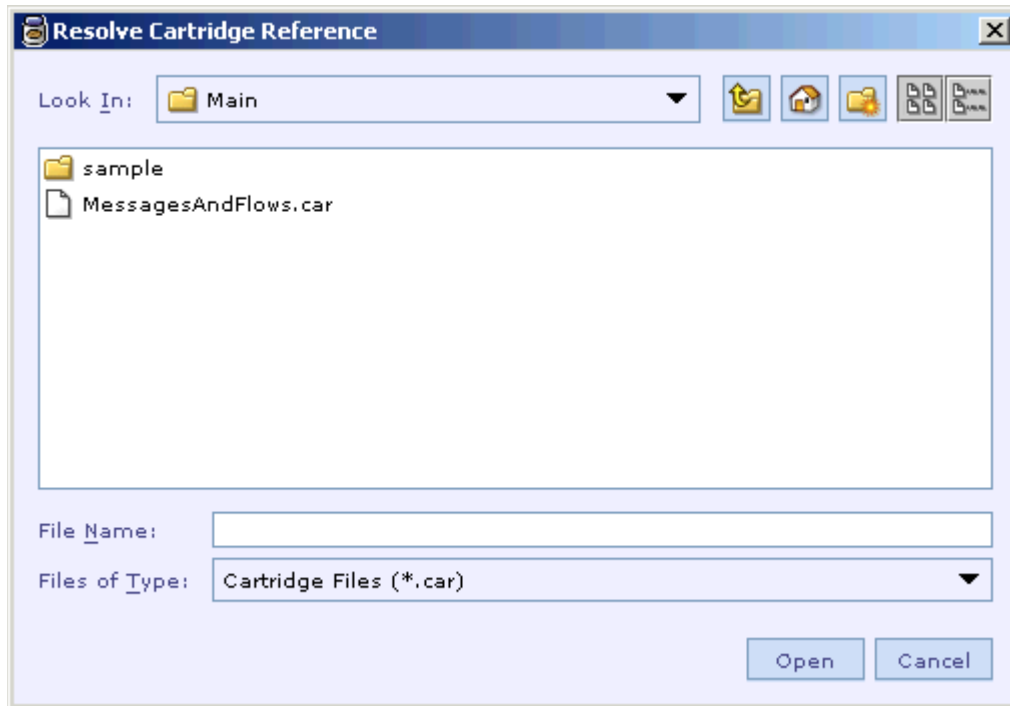 Resolve Cartridge Reference
Look In: Main
sample
MessagesAndFlows.car
File Name:
Files of Type: Cartridge Files (*.car)
Open Cancel